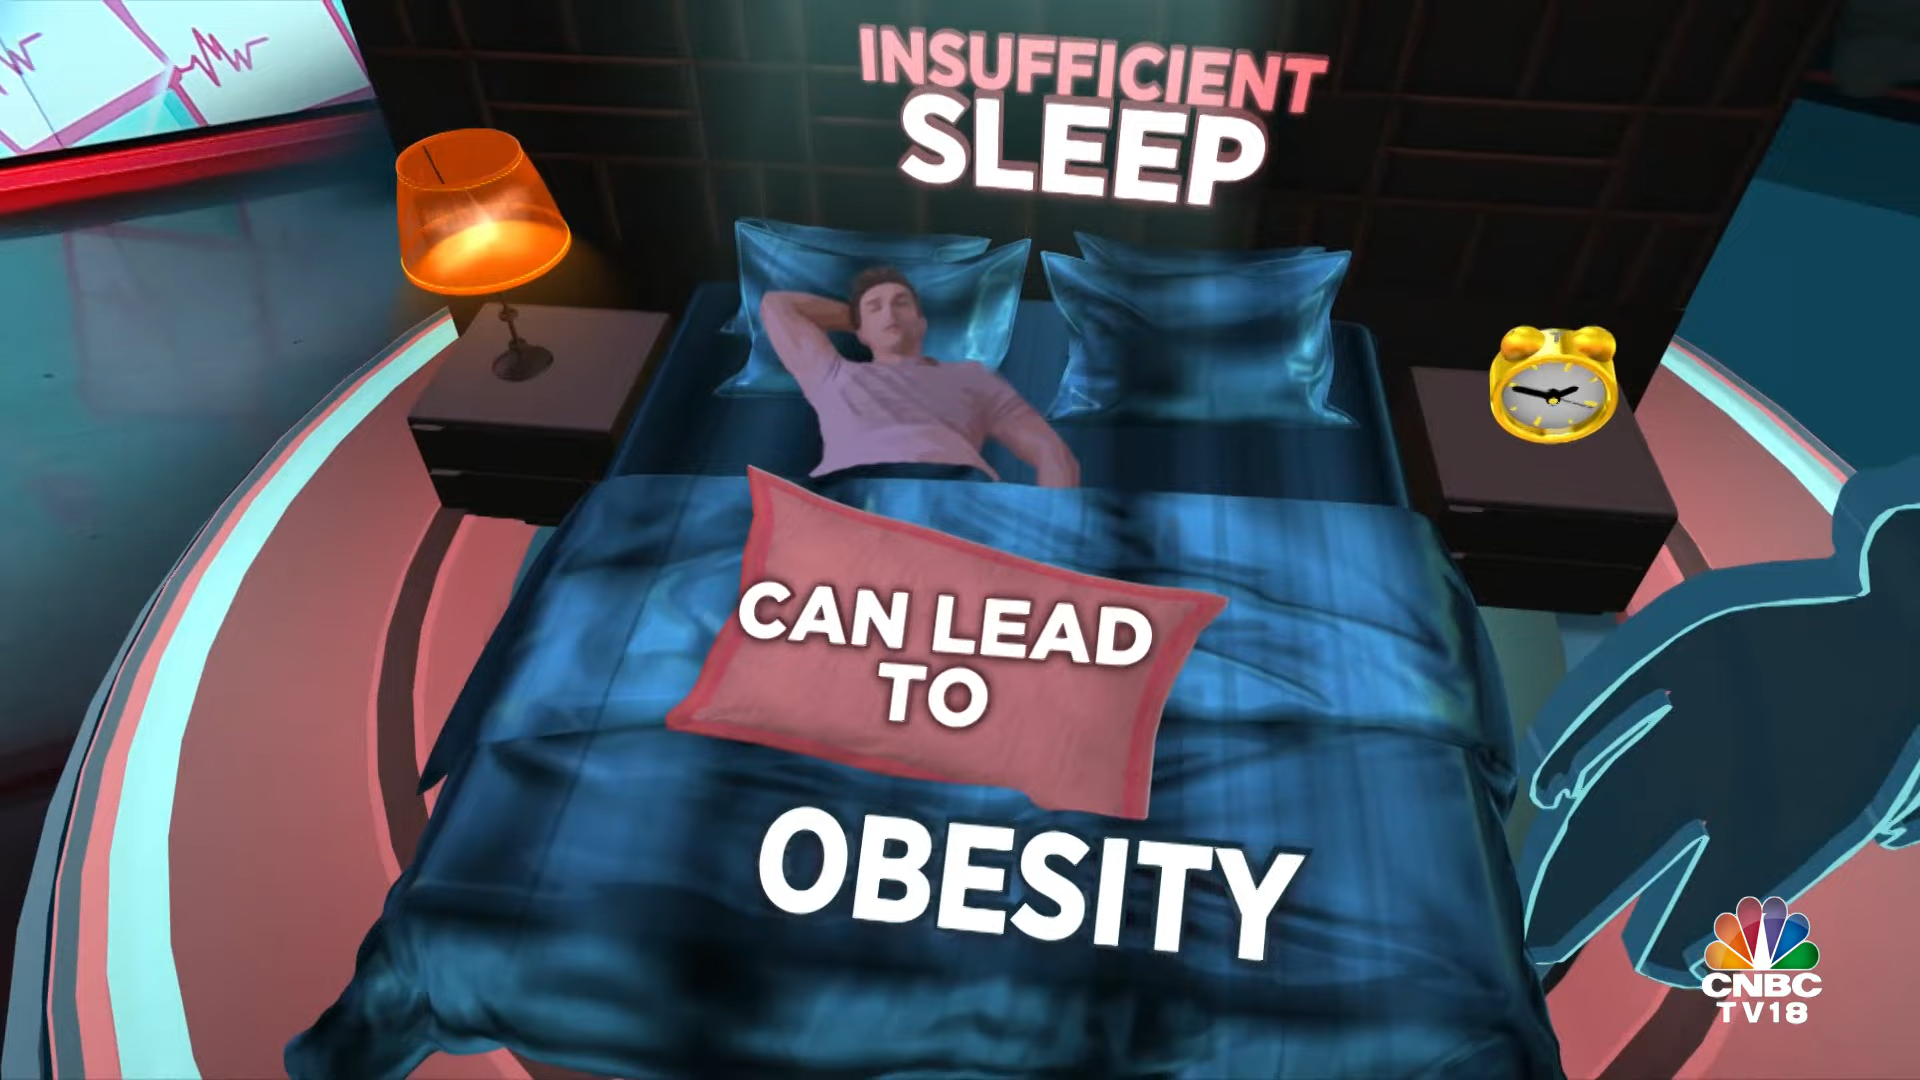 INSUFFICIENT
SLEEP
CAN LEAD
TO
OBESITY
CNBC
TV18